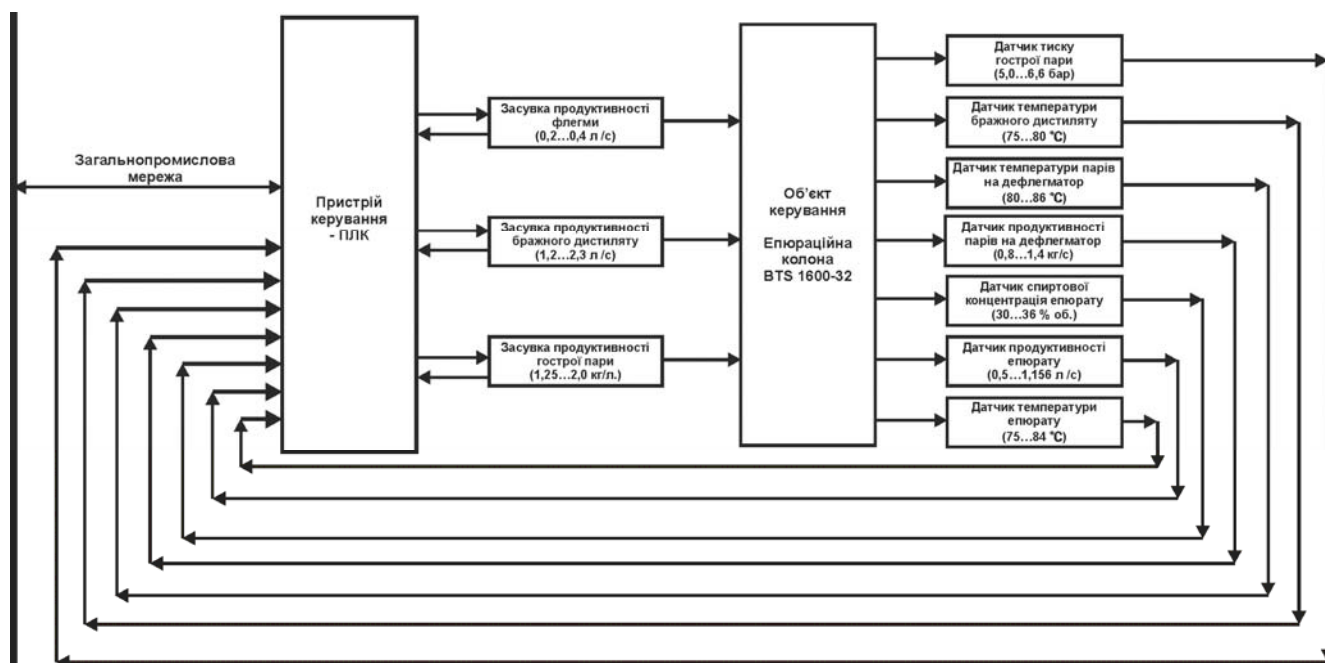 Загальнопромислова
мережа
Пристрій
керування
- ПЛК
Засувка продуктивності
флегми
(0,2...0,4 л /с)
Засувка продуктивності
бражного дистиляту
(1,2...2,3 л /с)
Засувка продуктивності
гострої пари
(1,25...2,0 кг/л.)
Об’єкт
керування
Епюраційна
колона
BTS 1600-32
Датчик тиску
гострої пари
(5,0...6,6 бар)
Датчик температури
бражного дистиляту
(75...80 °С)
Датчик температури парів
на дефлегматор
(80...86 °С)
Датчик продуктивності
парів на дефлегматор
(0,8...1,4 кг/с)
Датчик спиртової
концентрація епюрату
(30...36 % об.)
Датчик продуктивності
епюрату
(0,5...1,156 л /с)
Датчик температури
епюрату
(75...84 °С)